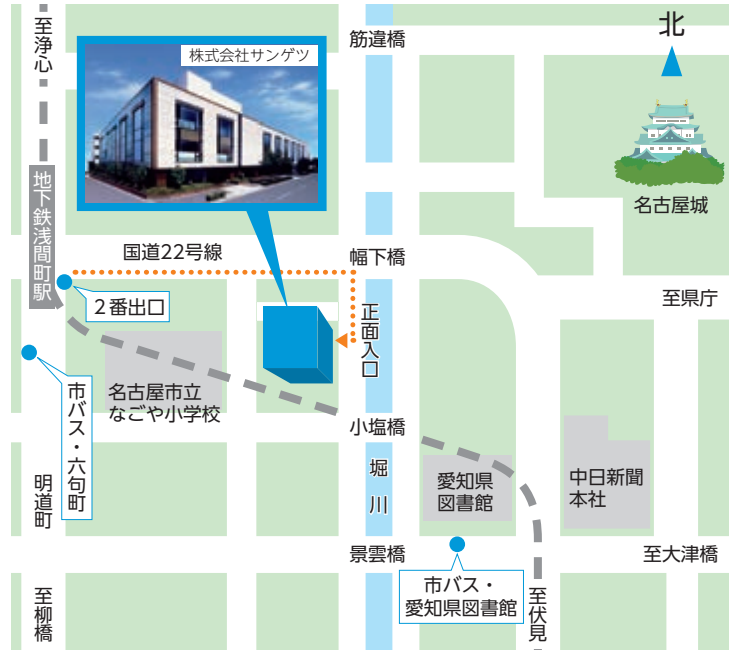 至浄心
株式会社サンゲツ
筋違橋
北
名古屋城
地下鉄浅間町駅
国道22号線
幅下橋
至県庁
2番出口
正面入口
市バス・六句町
名古屋市立
なごや小学校
小塩橋
堀川
愛知県
図書館
中日新聞
本社
明道町
景雲橋
至大津橋
市バス・
愛知県図書館
至柳橋
至伏見